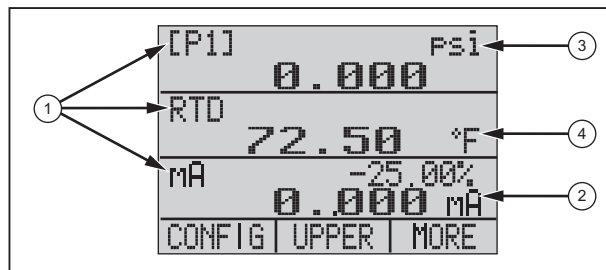 [P1] psi
0.000
RTD
72.50 °F
mA -25.00%
0.000 mA
CONFIG UPPER MORE
1
3
4
2